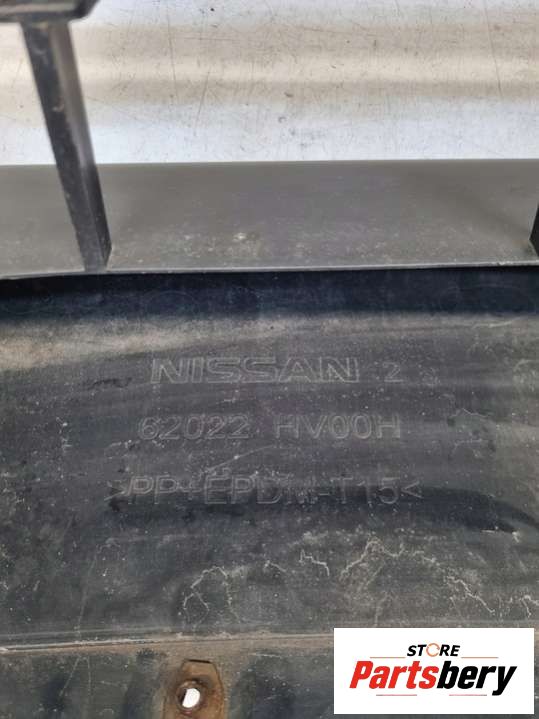 NISSAN 2
62022 HV00H
>PP+EPDM-T15<
STORE
Partsbery